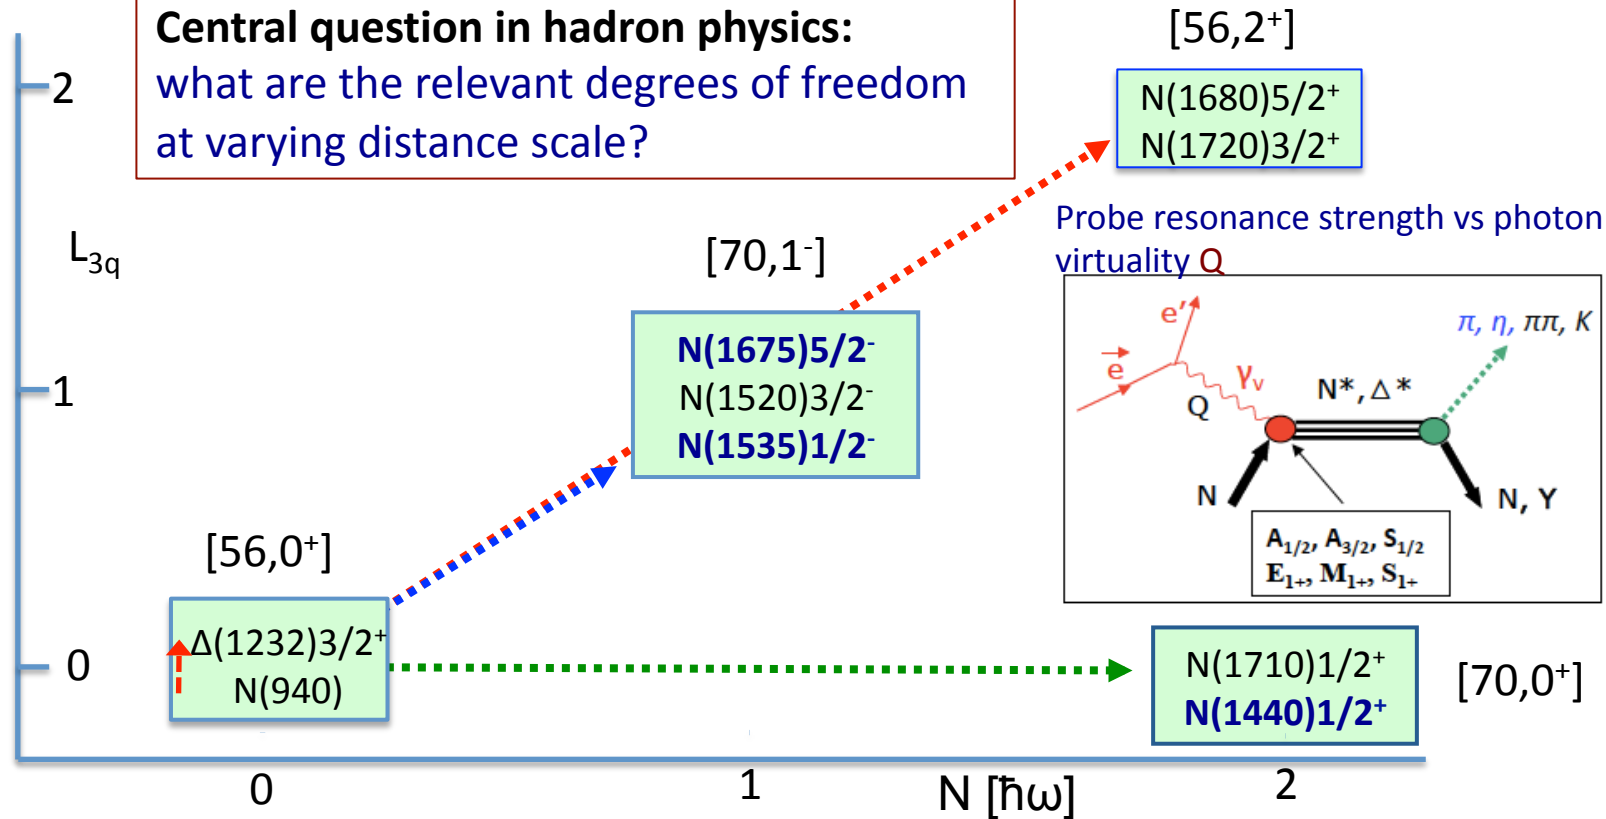 Central question in hadron physics:
what are the relevant degrees of freedom
at varying distance scale?
[56,2⁺]
2
N(1680)5/2⁺
N(1720)3/2⁺
Probe resonance strength vs photon
virtuality Q
L₃q
[70,1⁻]
1
N(1675)5/2⁻
N(1520)3/2⁻
N(1535)1/2⁻
e′
π, η, ππ, K
e⃗
γᵥ
Q
N*, Δ*
N
N, Y
A₁/₂, A₃/₂, S₁/₂
E₁₊, M₁₊, S₁₊
[56,0⁺]
0
Δ(1232)3/2⁺
N(940)
N(1710)1/2⁺
N(1440)1/2⁺
[70,0⁺]
0
1
N [ħω]
2